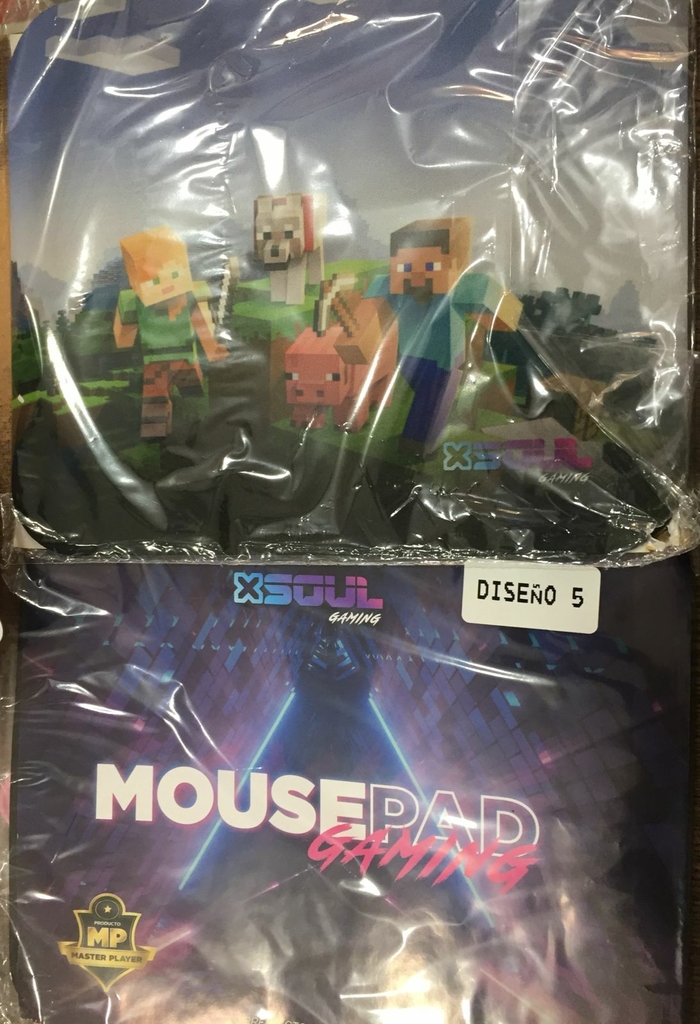 XSOUL
GAMING
XSOUL
GAMING
DISEÑO 5
MOUSEPAD
GAMING
PRODUCTO
MP
MASTER PLAYER